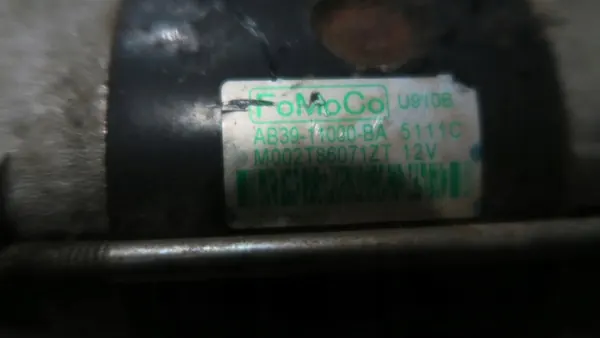 FoMoCo U910B
AB39-11000-BA 5111C
M002T86071ZT 12V